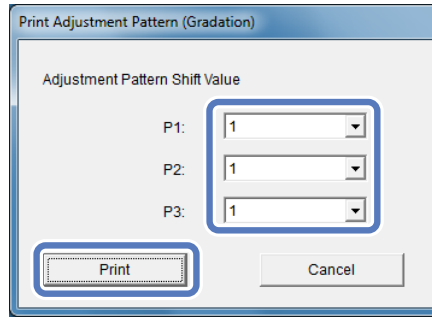 Print Adjustment Pattern (Gradation)
Adjustment Pattern Shift Value
P1: 1
P2: 1
P3: 1
Print Cancel